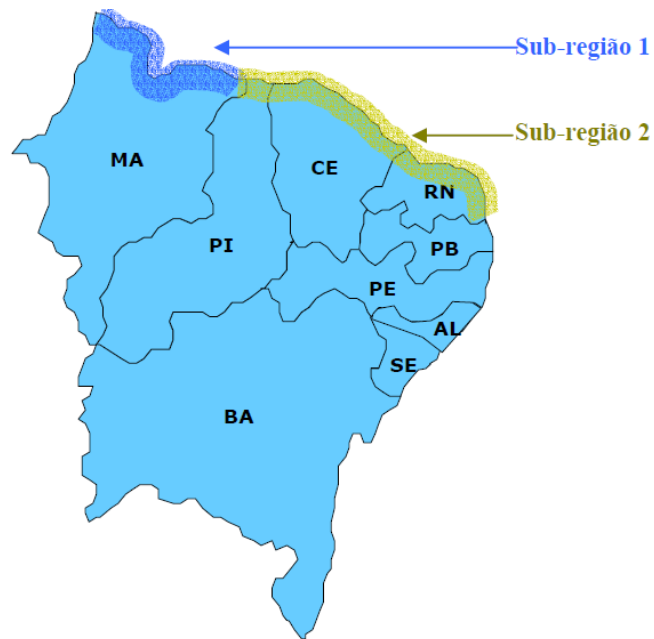 Sub-região 1
Sub-região 2
MA
CE
RN
PI
PB
PE
AL
SE
BA